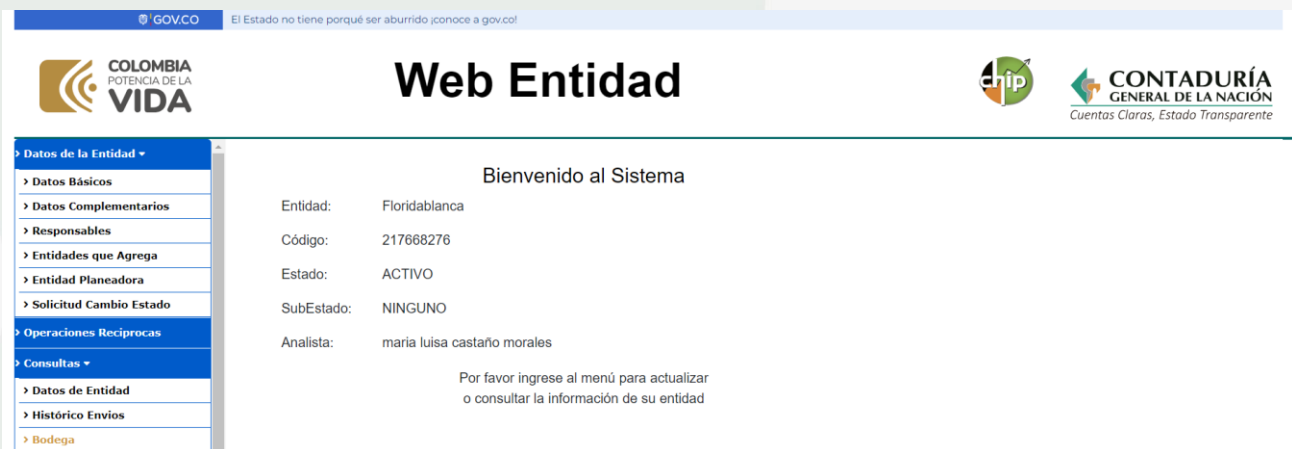 GOV.CO El Estado no tiene porqué ser aburrido ¡conoce a gov.co!
COLOMBIA
POTENCIA DE LA
VIDA
Web Entidad
chip
CONTADURÍA
GENERAL DE LA NACIÓN
Cuentas Claras, Estado Transparente
Datos de la Entidad
Datos Básicos
Datos Complementarios
Responsables
Entidades que Agrega
Entidad Planeadora
Solicitud Cambio Estado
Operaciones Reciprocas
Consultas
Datos de Entidad
Histórico Envios
Bodega
Bienvenido al Sistema
Entidad: Floridablanca
Código: 217668276
Estado: ACTIVO
SubEstado: NINGUNO
Analista: maria luisa castaño morales
Por favor ingrese al menú para actualizar
o consultar la información de su entidad